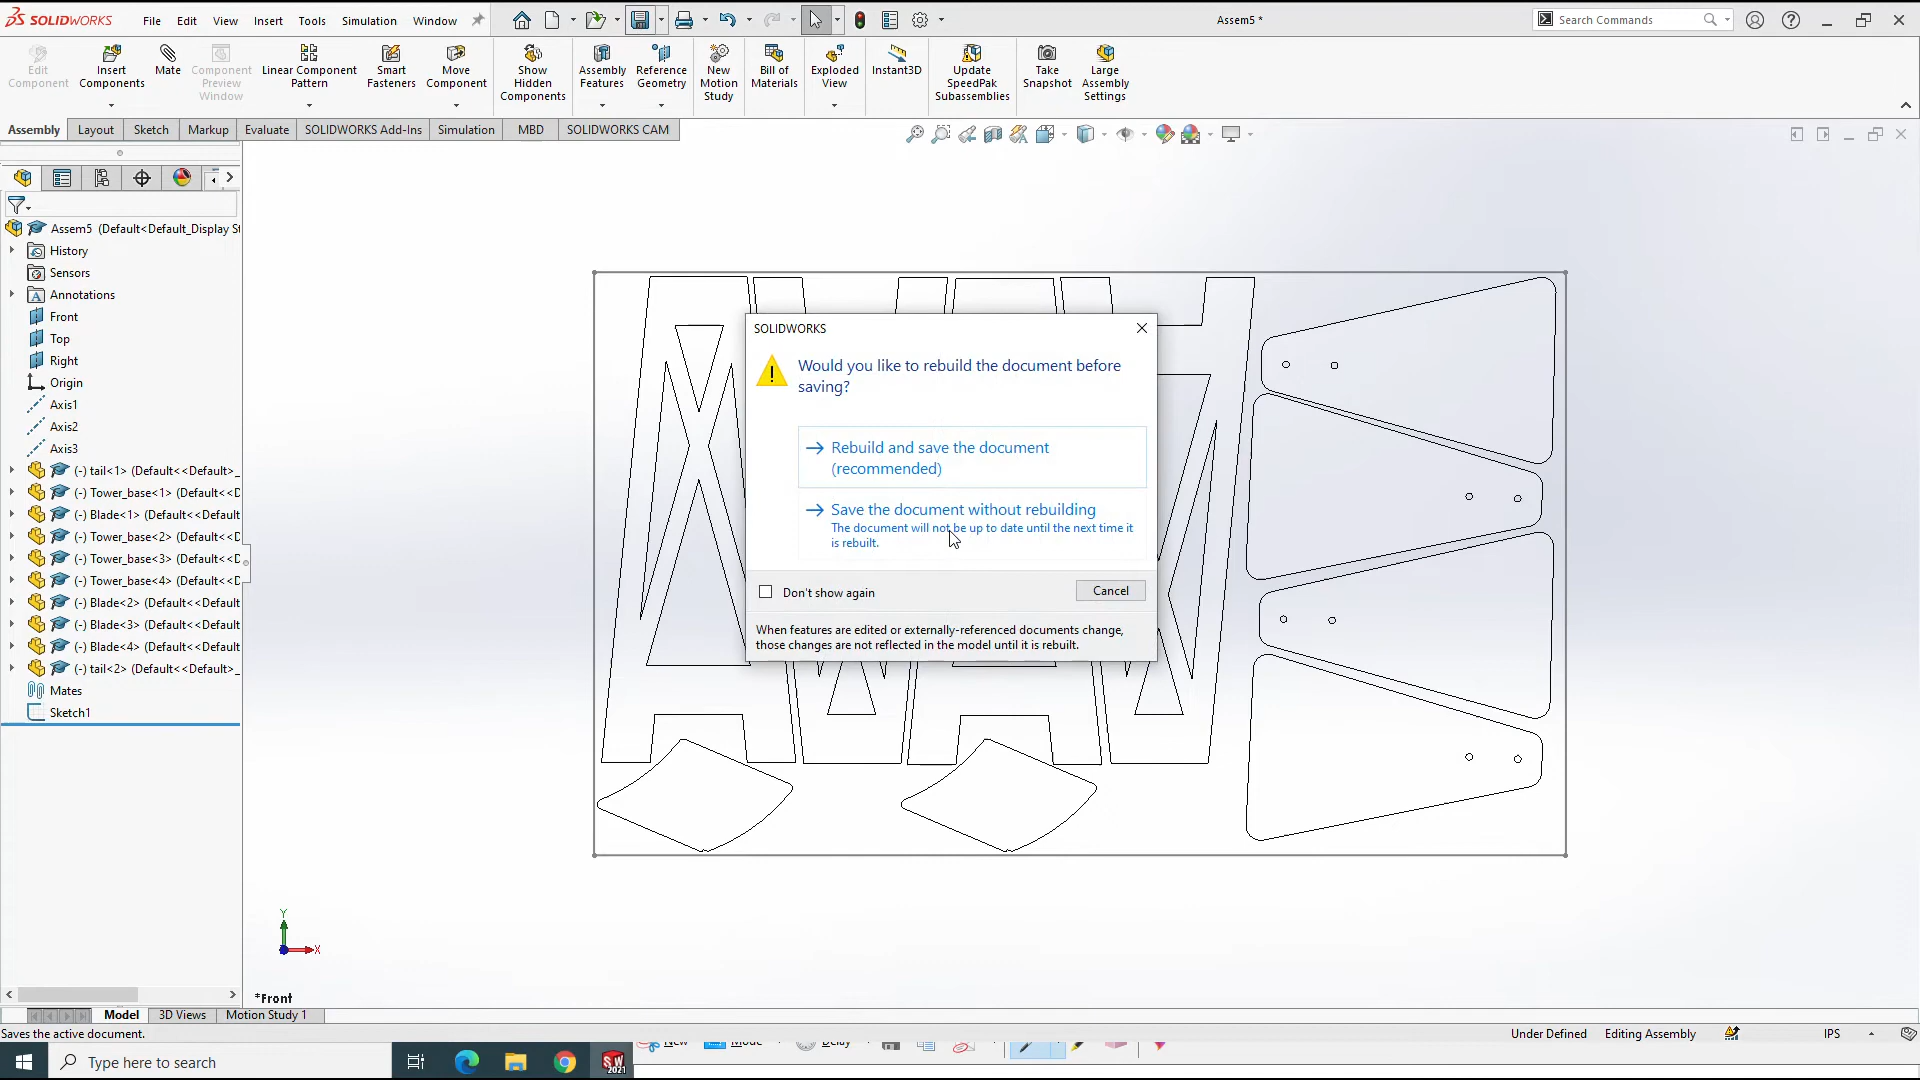 SOLIDWORKS File Edit View Insert Tools Simulation Window Assem5 * Search Commands
Edit Component
Insert Components
Mate
Component Preview Window
Linear Component Pattern
Smart Fasteners
Move Component
Show Hidden Components
Assembly Features
Reference Geometry
New Motion Study
Bill of Materials
Exploded View
Instant3D
Update SpeedPak Subassemblies
Take Snapshot
Large Assembly Settings
Assembly Layout Sketch Markup Evaluate SOLIDWORKS Add-Ins Simulation MBD SOLIDWORKS CAM
Assem5 (Default<Default_Display St
History
Sensors
Annotations
Front
Top
Right
Origin
Axis1
Axis2
Axis3
(-) tail<1> (Default<<Default>_
(-) Tower_base<1> (Default<<D
(-) Blade<1> (Default<<Default
(-) Tower_base<2> (Default<<D
(-) Tower_base<3> (Default<<D
(-) Tower_base<4> (Default<<D
(-) Blade<2> (Default<<Default
(-) Blade<3> (Default<<Default
(-) Blade<4> (Default<<Default
(-) tail<2> (Default<<Default>_
Mates
Sketch1
SOLIDWORKS
Would you like to rebuild the document before
saving?
Rebuild and save the document
(recommended)
Save the document without rebuilding
The document will not be up to date until the next time it
is rebuilt.
Don't show again Cancel
When features are edited or externally-referenced documents change,
those changes are not reflected in the model until it is rebuilt.
Y
X
*Front
Model 3D Views Motion Study 1
Saves the active document. Under Defined Editing Assembly IPS
Type here to search SW 2021 New Mode Delay